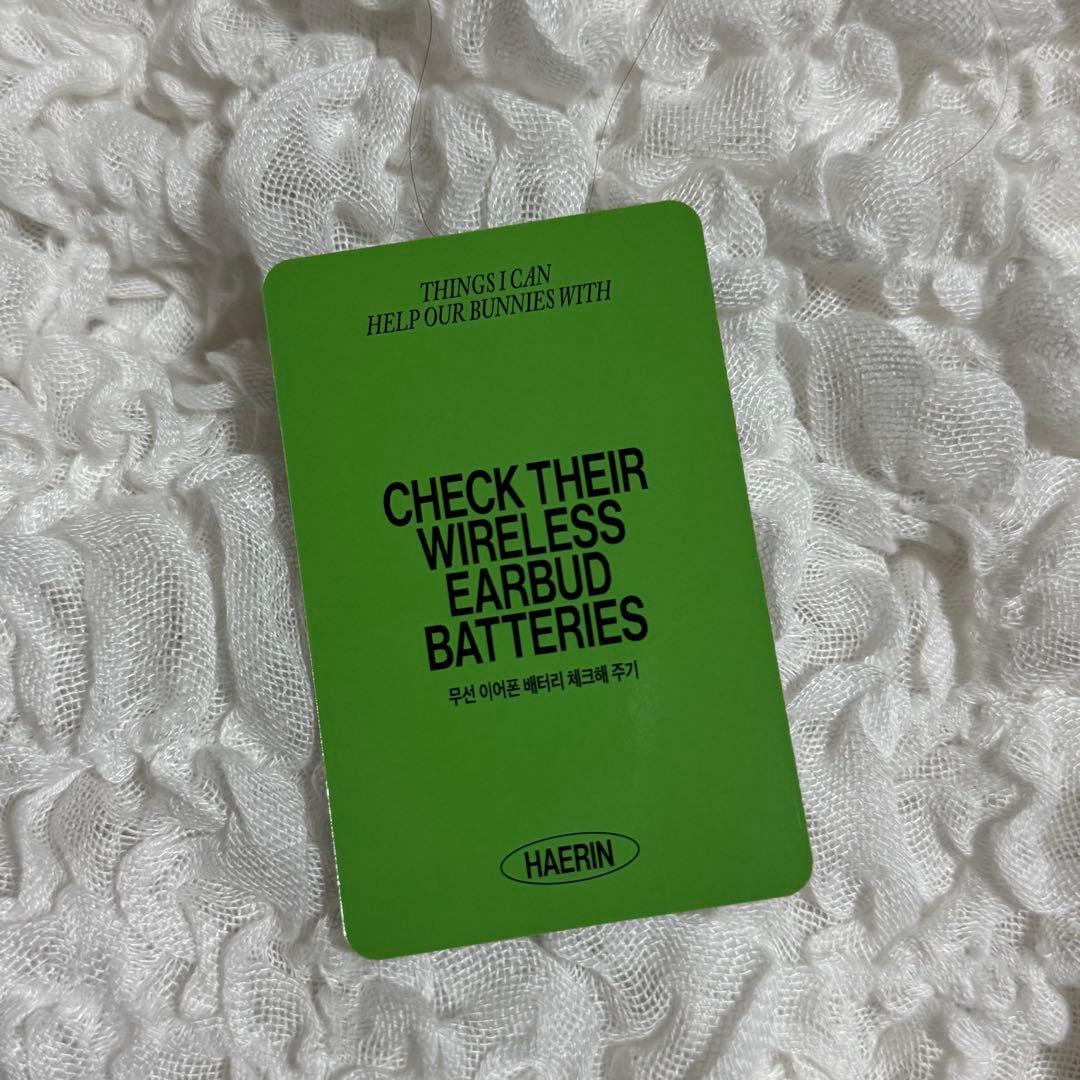 THINGS I CAN
HELP OUR BUNNIES WITH
CHECK THEIR
WIRELESS
EARBUD
BATTERIES
무선 이어폰 배터리 체크해 주기
HAERIN